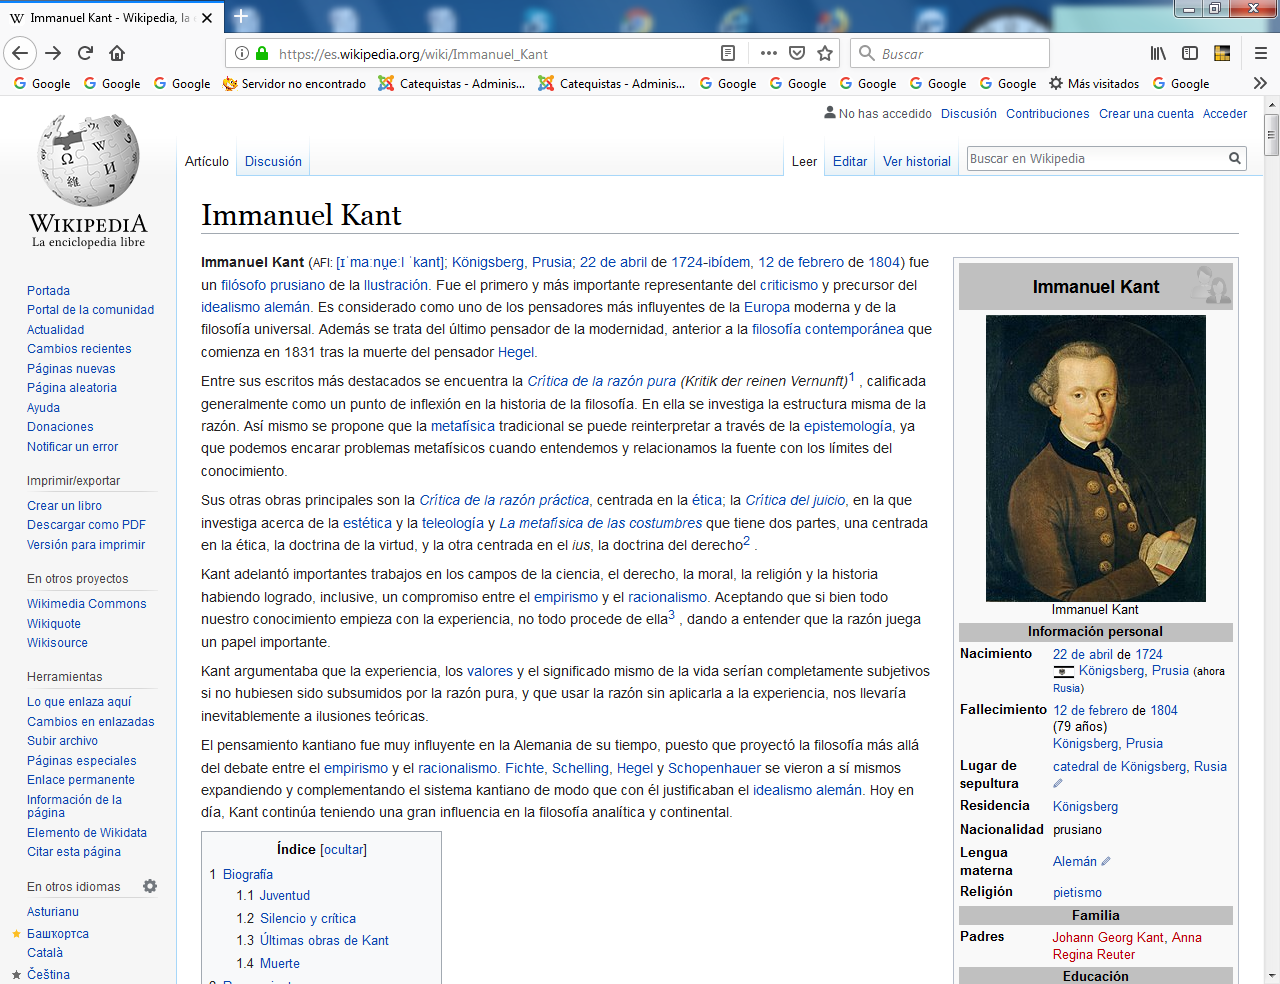 Immanuel Kant - Wikipedia, la
https://es.wikipedia.org/wiki/Immanuel_Kant
Buscar
Google
Google
Google
Servidor no encontrado
Catequistas - Adminis...
Catequistas - Adminis...
Google
Google
Google
Google
Google
Más visitados
Google
No has accedido
Discusión
Contribuciones
Crear una cuenta
Acceder
WIKIPEDIA
La enciclopedia libre
Artículo
Discusión
Leer
Editar
Ver historial
Buscar en Wikipedia
Portada
Portal de la comunidad
Actualidad
Cambios recientes
Páginas nuevas
Página aleatoria
Ayuda
Donaciones
Notificar un error
Imprimir/exportar
Crear un libro
Descargar como PDF
Versión para imprimir
En otros proyectos
Wikimedia Commons
Wikiquote
Wikisource
Herramientas
Lo que enlaza aquí
Cambios en enlazadas
Subir archivo
Páginas especiales
Enlace permanente
Información de la
página
Elemento de Wikidata
Citar esta página
En otros idiomas
Asturianu
Башҡортса
Català
Čeština
Immanuel Kant
Immanuel Kant (AFI: [ɪˈmaːnu̯eːl ˈkant]; Königsberg, Prusia; 22 de abril de 1724-ibídem, 12 de febrero de 1804) fue
un filósofo prusiano de la Ilustración. Fue el primero y más importante representante del criticismo y precursor del
idealismo alemán. Es considerado como uno de los pensadores más influyentes de la Europa moderna y de la
filosofía universal. Además se trata del último pensador de la modernidad, anterior a la filosofía contemporánea que
comienza en 1831 tras la muerte del pensador Hegel.
Entre sus escritos más destacados se encuentra la Crítica de la razón pura (Kritik der reinen Vernunft)1 , calificada
generalmente como un punto de inflexión en la historia de la filosofía. En ella se investiga la estructura misma de la
razón. Así mismo se propone que la metafísica tradicional se puede reinterpretar a través de la epistemología, ya
que podemos encarar problemas metafísicos cuando entendemos y relacionamos la fuente con los límites del
conocimiento.
Sus otras obras principales son la Crítica de la razón práctica, centrada en la ética; la Crítica del juicio, en la que
investiga acerca de la estética y la teleología y La metafísica de las costumbres que tiene dos partes, una centrada
en la ética, la doctrina de la virtud, y la otra centrada en el ius, la doctrina del derecho2 .
Kant adelantó importantes trabajos en los campos de la ciencia, el derecho, la moral, la religión y la historia
habiendo logrado, inclusive, un compromiso entre el empirismo y el racionalismo. Aceptando que si bien todo
nuestro conocimiento empieza con la experiencia, no todo procede de ella3 , dando a entender que la razón juega
un papel importante.
Kant argumentaba que la experiencia, los valores y el significado mismo de la vida serían completamente subjetivos
si no hubiesen sido subsumidos por la razón pura, y que usar la razón sin aplicarla a la experiencia, nos llevaría
inevitablemente a ilusiones teóricas.
El pensamiento kantiano fue muy influyente en la Alemania de su tiempo, puesto que proyectó la filosofía más allá
del debate entre el empirismo y el racionalismo. Fichte, Schelling, Hegel y Schopenhauer se vieron a sí mismos
expandiendo y complementando el sistema kantiano de modo que con él justificaban el idealismo alemán. Hoy en
día, Kant continúa teniendo una gran influencia en la filosofía analítica y continental.
Índice [ocultar]
1 Biografía
1.1 Juventud
1.2 Silencio y crítica
1.3 Últimas obras de Kant
1.4 Muerte
Immanuel Kant
Immanuel Kant
Información personal
Nacimiento 22 de abril de 1724
Königsberg, Prusia (ahora
Rusia)
Fallecimiento 12 de febrero de 1804
(79 años)
Königsberg, Prusia
Lugar de sepultura catedral de Königsberg, Rusia
Residencia Königsberg
Nacionalidad prusiano
Lengua materna Alemán
Religión pietismo
Familia
Padres Johann Georg Kant, Anna
Regina Reuter
Educación